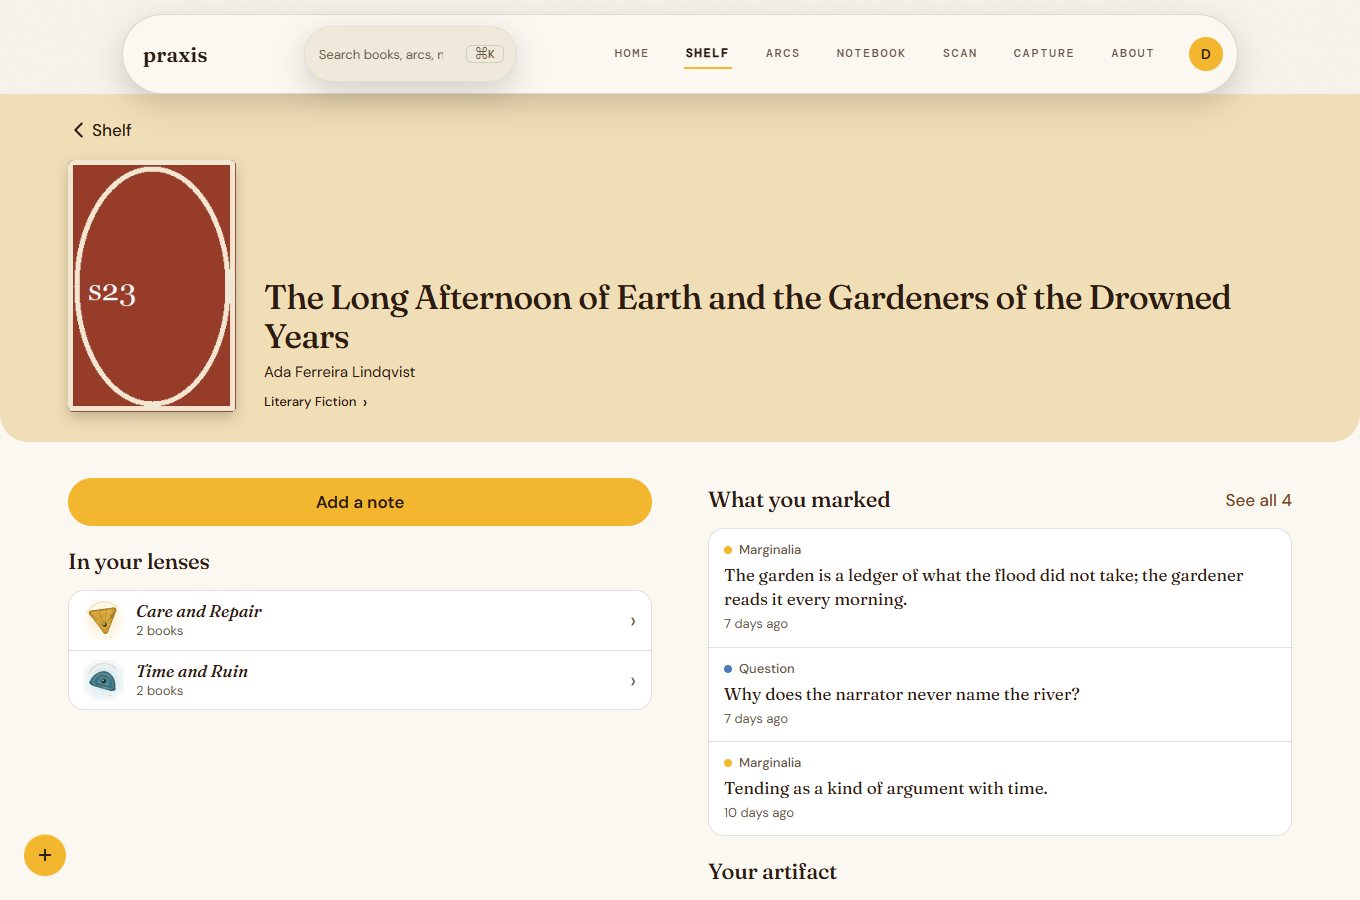 praxis
Search books, arcs, n
⌘K
HOME
SHELF
ARCS
NOTEBOOK
SCAN
CAPTURE
ABOUT
D
Shelf
s23
The Long Afternoon of Earth and the Gardeners of the Drowned
Years
Ada Ferreira Lindqvist
Literary Fiction ›
Add a note
In your lenses
Care and Repair
2 books
›
Time and Ruin
2 books
›
What you marked
See all 4
Marginalia
The garden is a ledger of what the flood did not take; the gardener
reads it every morning.
7 days ago
Question
Why does the narrator never name the river?
7 days ago
Marginalia
Tending as a kind of argument with time.
10 days ago
Your artifact
+